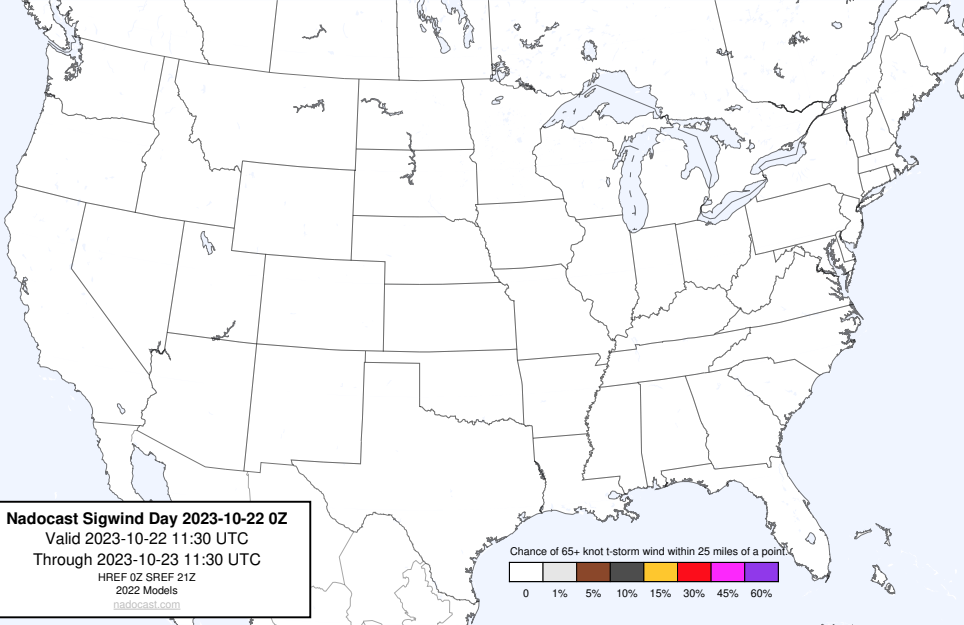 Nadocast Sigwind Day 2023-10-22 0Z
Valid 2023-10-22 11:30 UTC
Through 2023-10-23 11:30 UTC
HREF 0Z SREF 21Z
2022 Models
nadocast.com
Chance of 65+ knot t-storm wind within 25 miles of a point.
0 1% 5% 10% 15% 30% 45% 60%